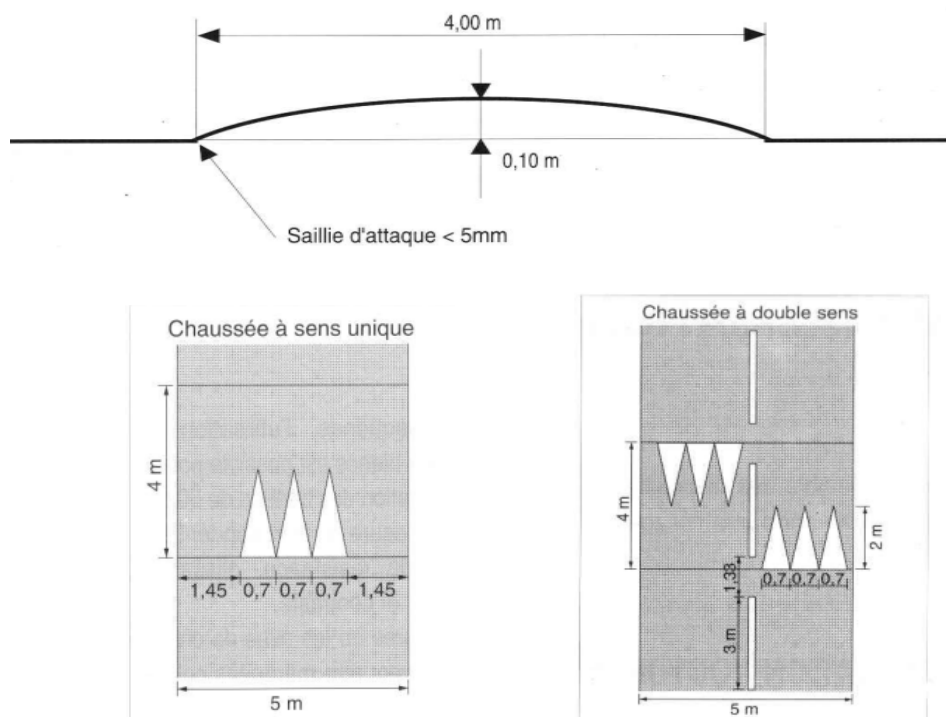 4,00 m
0,10 m
Saillie d'attaque < 5mm
Chaussée à sens unique
4 m
1,45 0,7 0,7 0,7 1,45
5 m
Chaussée à double sens
4 m
2 m
0,7 0,7 0,7
1,33
3 m
5 m